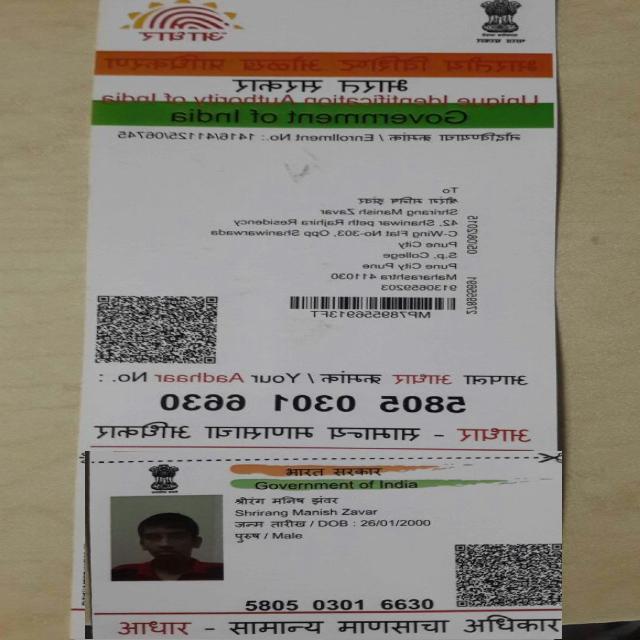 आधार
भारत सरकार
भारतीय विशिष्ट ओळख प्राधिकरण
भारत सरकार
Unique Identification Authority of India
Government of India
नोंदविण्याचा क्रमांक / Enrollment No.: 1416/41125/06745
To
श्रीरंग मनिष झंवर
Shrirang Manish Zavar
42, Shaniwar peth Rajhira Residency
C-Wing Flat No-303, Opp Shaniwarwada
Pune City
S.p. College
Pune City Pune
Maharashtra 411030
9130659203
MP789556913FT
आपला आधार क्रमांक / Your Aadhaar No. :
5805 0301 6630
आधार - सामान्य माणसाचा अधिकार
भारत सरकार
Government of India
श्रीरंग मनिष झंवर
Shrirang Manish Zavar
जन्म तारीख / DOB : 26/01/2000
पुरुष / Male
5805 0301 6630
आधार - सामान्य माणसाचा अधिकार